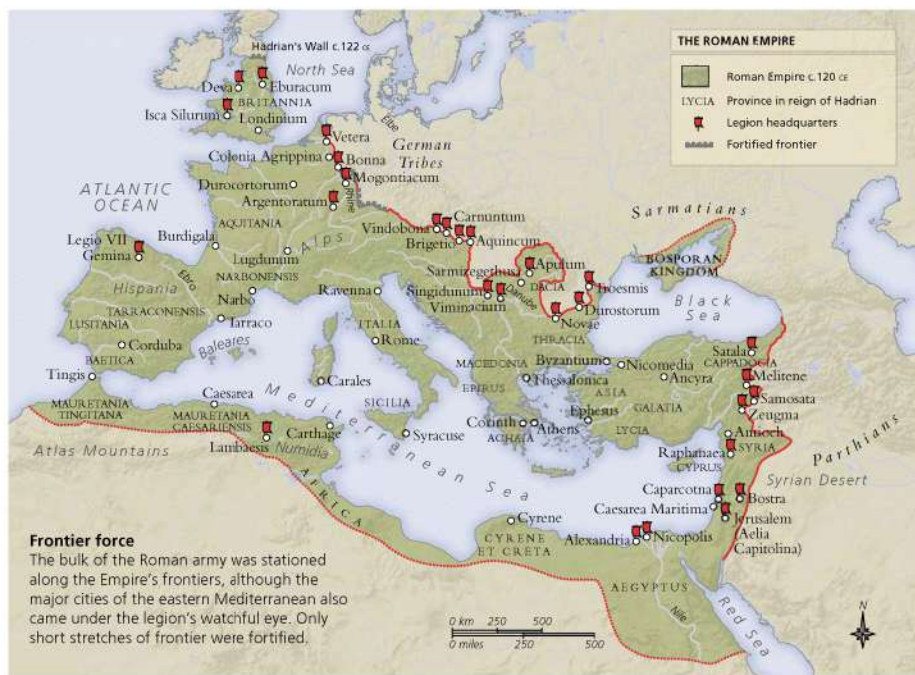 THE ROMAN EMPIRE
Roman Empire c.120 CE
LYCIA Province in reign of Hadrian
Legion headquarters
Fortified frontier
Hadrian's Wall c.122 CE
North Sea
Deva
Eburacum
BRITANNIA
Isca Silurum
Londinium
Elbe
Vetera
German
Tribes
Colonia Agrippina
Bonna
Mogontiacum
Durocortorum
Rhine
Argentoratum
ATLANTIC
OCEAN
AQUITANIA
Alps
Vindobona
Carnuntum
Brigetio
Aquincum
Sarmatians
BOSPORAN
KINGDOM
Legio VII
Gemina
Burdigala
Lugdunum
NARBONENSIS
Sarmizegethus
Apulum
DACIA
Troesmis
Hispania
Ebro
Narbo
Ravenna
Singidunum
Viminacium
Danube
Durostorum
Novae
Black
Sea
TARRACONENSIS
LUSITANIA
Tarraco
ITALIA
Rome
THRACIA
Corduba
Baleares
BAETICA
MACEDONIA
EPIRUS
Byzantium
Nicomedia
Thessalonica
Ancyra
Satala
CAPPADOCIA
Melitene
Tingis
Caesarea
Carales
ASIA
GALATIA
Samosata
Zeugma
MAURETANIA
TINGITANA
MAURETANIA
CAESARIENSIS
Mediterranean Sea
SICILIA
Ephesus
LYCIA
Corinth
Athens
ACHAIA
Antioch
SYRIA
Parthians
Atlas Mountains
Lambaesis
Carthage
Numidia
Syracuse
Raphanaea
CYPRUS
Syrian Desert
AFRICA
Caparcotna
Bostra
Caesarea Maritima
Jerusalem
Aelia
Capitolina)
Cyrene
CYRENE
ET CRETA
Alexandria
Nicopolis
AEGYPTUS
Nile
Red Sea
Frontier force
The bulk of the Roman army was stationed
along the Empire's frontiers, although the
major cities of the eastern Mediterranean also
came under the legion's watchful eye. Only
short stretches of frontier were fortified.
0 km 250 500
0 miles 250 500
N